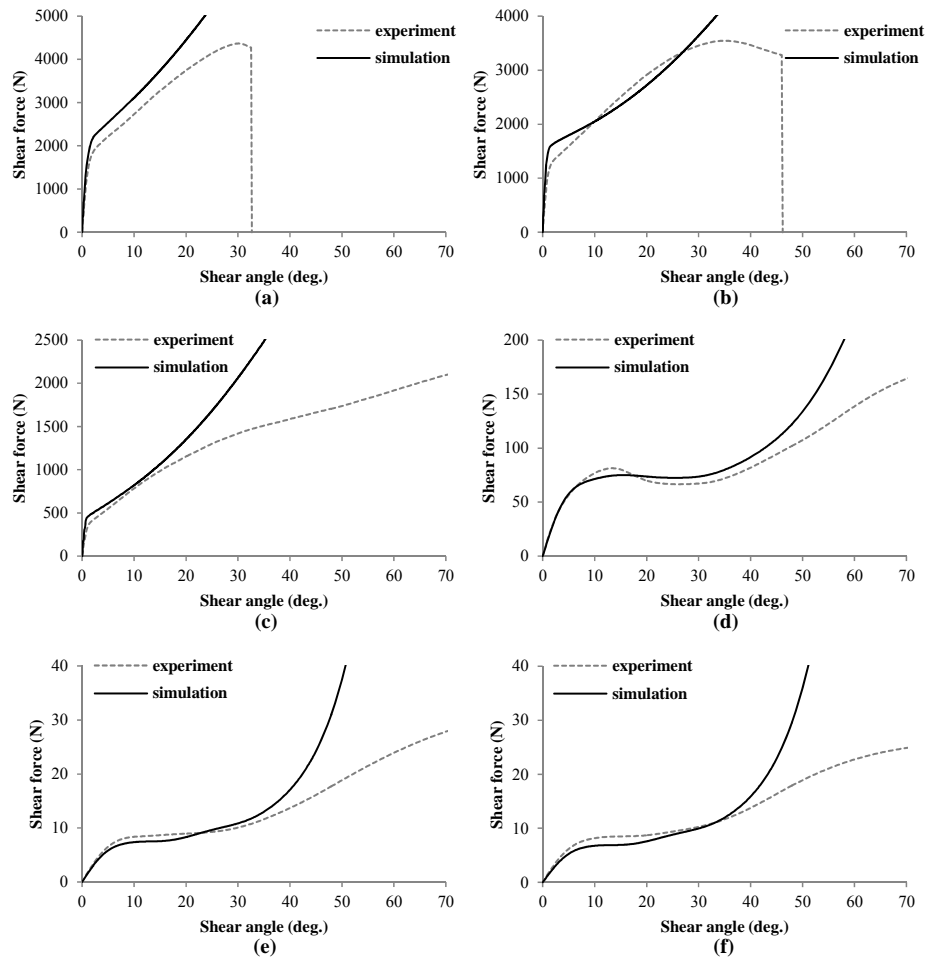 5000
4000
3000
2000
1000
0
Shear force (N)
experiment
simulation
0 10 20 30 40 50 60 70
Shear angle (deg.)
(a)
4000
3000
2000
1000
0
Shear force (N)
experiment
simulation
0 10 20 30 40 50 60 70
Shear angle (deg.)
(b)
2500
2000
1500
1000
500
0
Shear force (N)
experiment
simulation
0 10 20 30 40 50 60 70
Shear angle (deg.)
(c)
200
150
100
50
0
Shear force (N)
experiment
simulation
0 10 20 30 40 50 60 70
Shear angle (deg.)
(d)
40
30
20
10
0
Shear force (N)
experiment
simulation
0 10 20 30 40 50 60 70
Shear angle (deg.)
(e)
40
30
20
10
0
Shear force (N)
experiment
simulation
0 10 20 30 40 50 60 70
Shear angle (deg.)
(f)